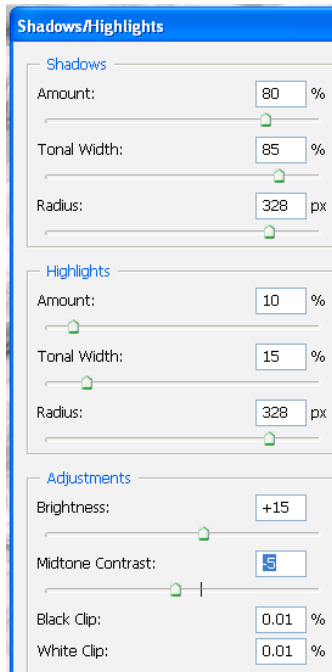 Shadows/Highlights
Shadows
Amount: 80 %
Tonal Width: 85 %
Radius: 328 px
Highlights
Amount: 10 %
Tonal Width: 15 %
Radius: 328 px
Adjustments
Brightness: +15
Midtone Contrast: -5
Black Clip: 0.01 %
White Clip: 0.01 %